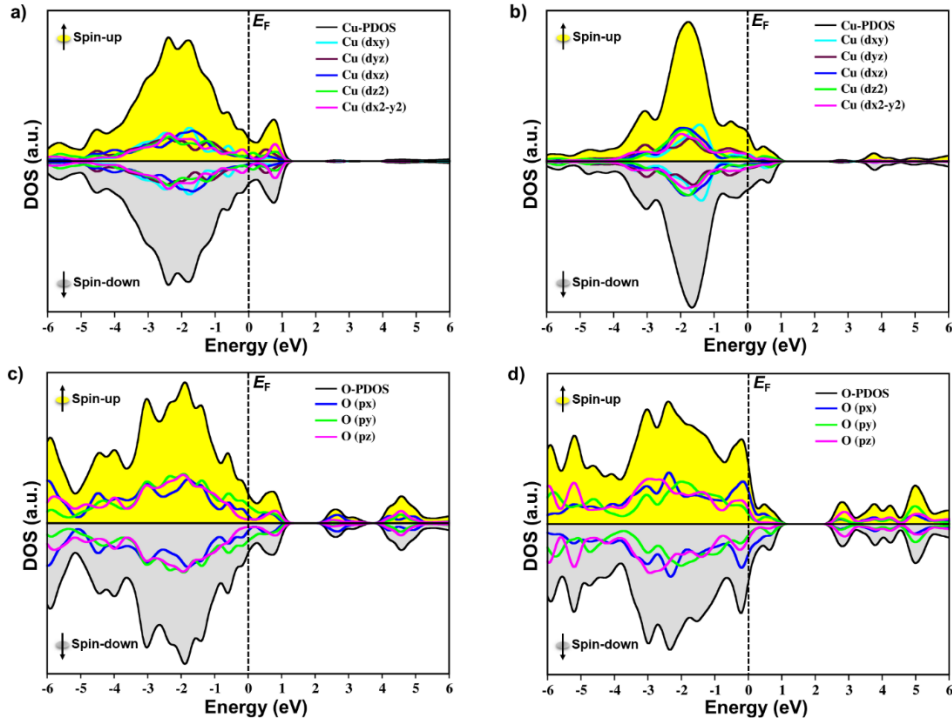 a)
Spin-up
E_F
Cu-PDOS
Cu (dxy)
Cu (dyz)
Cu (dxz)
Cu (dz2)
Cu (dx2-y2)
DOS (a.u.)
Spin-down
-6 -5 -4 -3 -2 -1 0 1 2 3 4 5 6
Energy (eV)
b)
Spin-up
E_F
Cu-PDOS
Cu (dxy)
Cu (dyz)
Cu (dxz)
Cu (dz2)
Cu (dx2-y2)
DOS (a.u.)
Spin-down
-6 -5 -4 -3 -2 -1 0 1 2 3 4 5 6
Energy (eV)
c)
Spin-up
E_F
O-PDOS
O (px)
O (py)
O (pz)
DOS (a.u.)
Spin-down
-6 -5 -4 -3 -2 -1 0 1 2 3 4 5 6
Energy (eV)
d)
Spin-up
E_F
O-PDOS
O (px)
O (py)
O (pz)
DOS (a.u.)
Spin-down
-6 -5 -4 -3 -2 -1 0 1 2 3 4 5 6
Energy (eV)